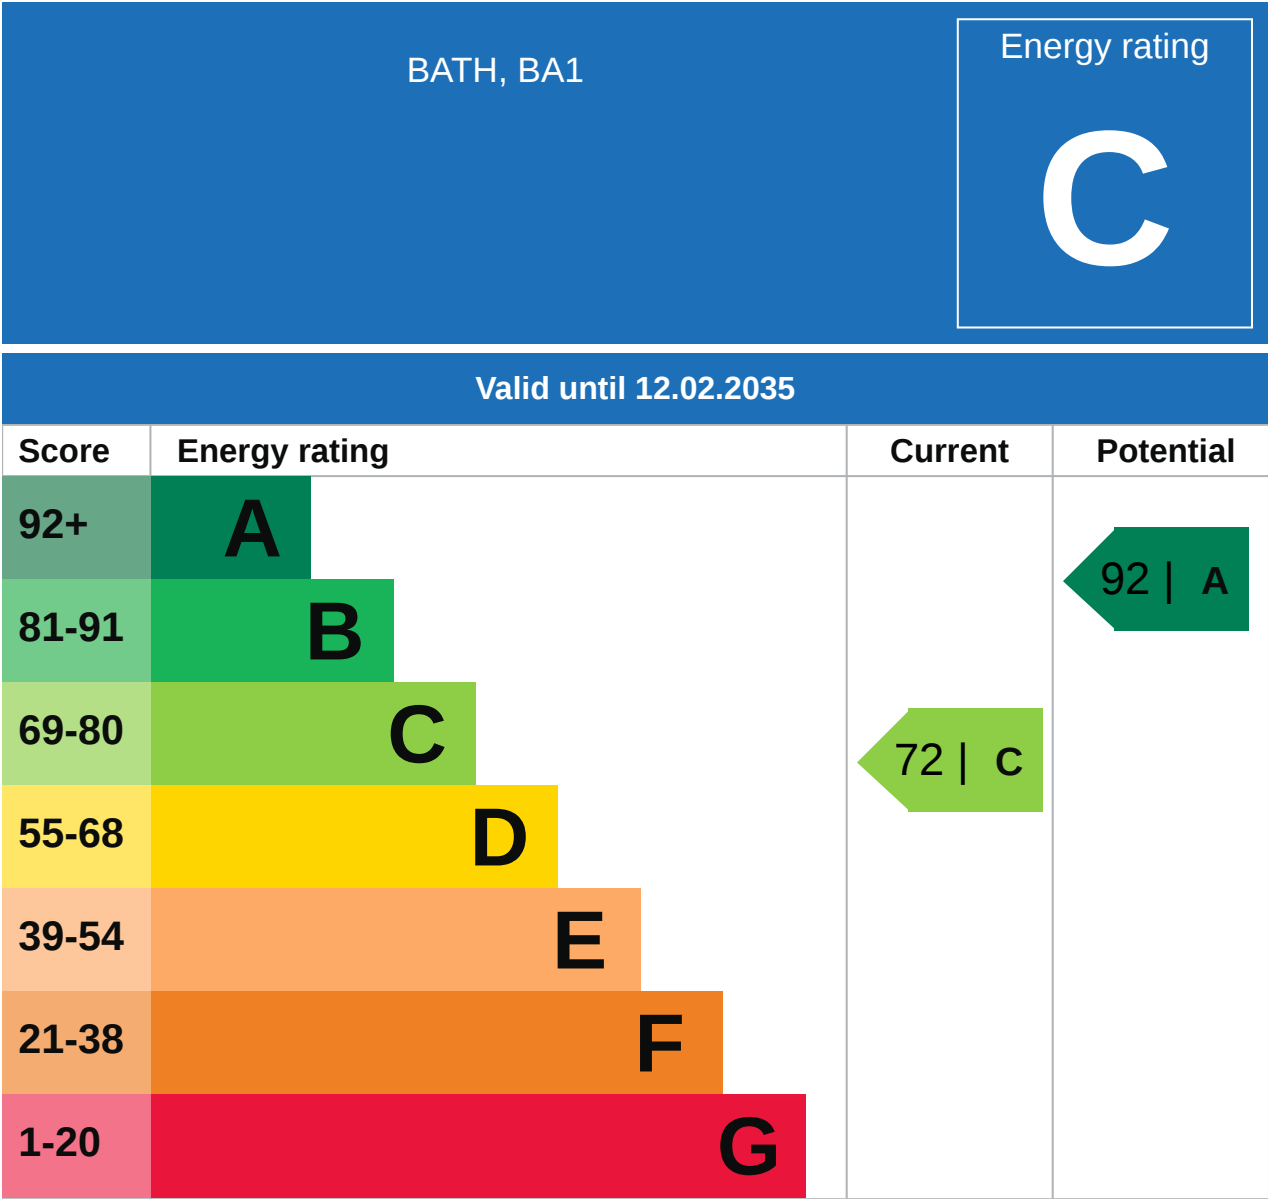 BATH, BA1
Energy rating
C
Valid until 12.02.2035
Score Energy rating Current Potential
92+ A
92 | A
81-91 B
69-80 C
72 | C
55-68 D
39-54 E
21-38 F
1-20 G